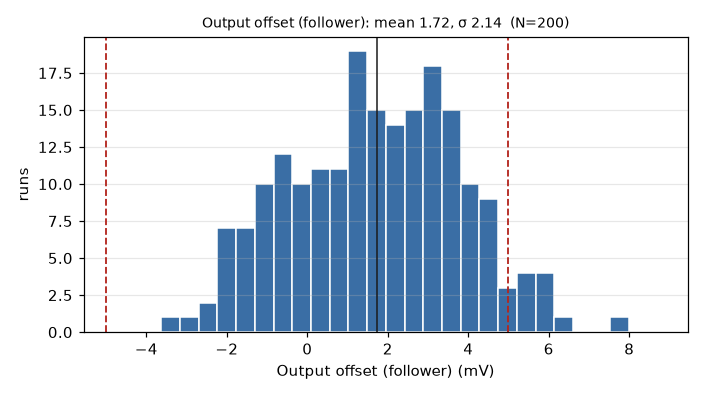 Output offset (follower): mean 1.72, σ 2.14 (N=200)
17.5
15.0
12.5
10.0
7.5
5.0
2.5
0.0
runs
−4 −2 0 2 4 6 8
Output offset (follower) (mV)